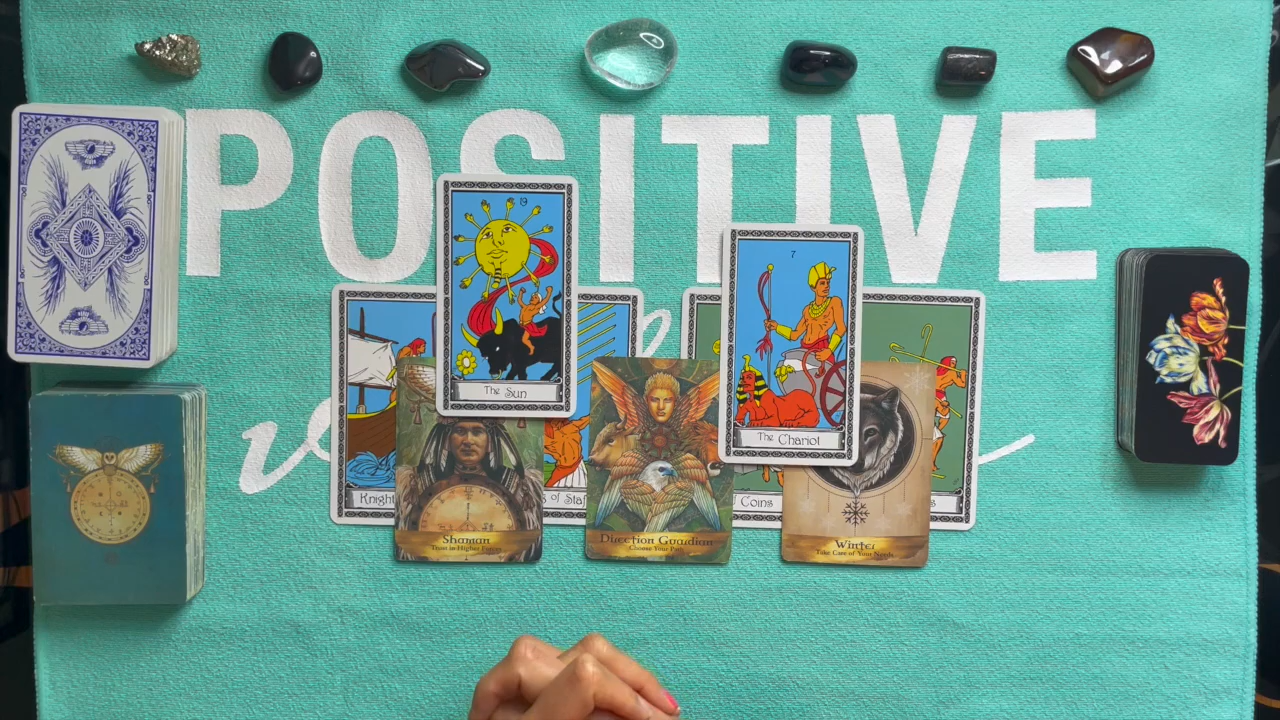 POSITIVE
19
The Sun
7
The Chariot
Knight
of Staf
Coins
Shaman
Trust in Higher Forces
Direction Guardian
Choose Your Path
Winter
Take Care of Your Needs